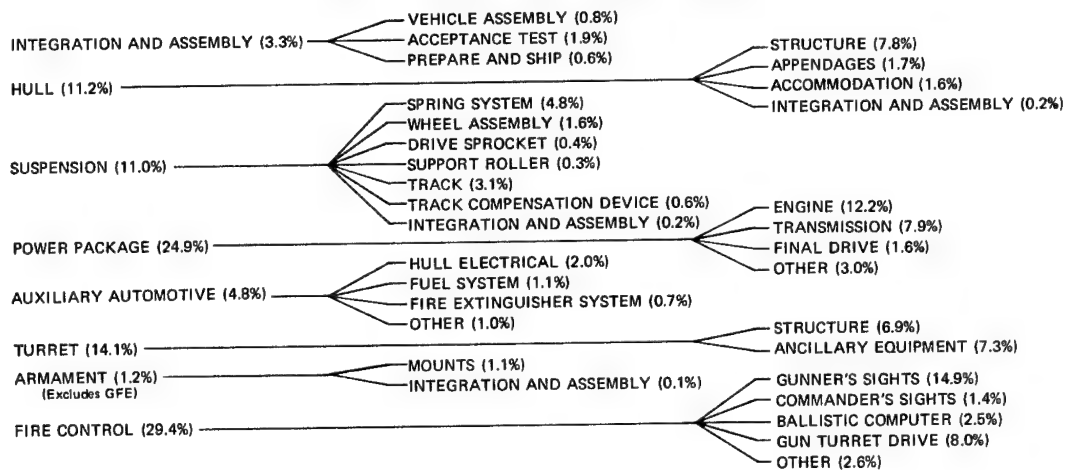 INTEGRATION AND ASSEMBLY (3.3%)
VEHICLE ASSEMBLY (0.8%)
ACCEPTANCE TEST (1.9%)
PREPARE AND SHIP (0.6%)
HULL (11.2%)
STRUCTURE (7.8%)
APPENDAGES (1.7%)
ACCOMMODATION (1.6%)
INTEGRATION AND ASSEMBLY (0.2%)
SUSPENSION (11.0%)
SPRING SYSTEM (4.8%)
WHEEL ASSEMBLY (1.6%)
DRIVE SPROCKET (0.4%)
SUPPORT ROLLER (0.3%)
TRACK (3.1%)
TRACK COMPENSATION DEVICE (0.6%)
INTEGRATION AND ASSEMBLY (0.2%)
POWER PACKAGE (24.9%)
ENGINE (12.2%)
TRANSMISSION (7.9%)
FINAL DRIVE (1.6%)
OTHER (3.0%)
AUXILIARY AUTOMOTIVE (4.8%)
HULL ELECTRICAL (2.0%)
FUEL SYSTEM (1.1%)
FIRE EXTINGUISHER SYSTEM (0.7%)
OTHER (1.0%)
TURRET (14.1%)
STRUCTURE (6.9%)
ANCILLARY EQUIPMENT (7.3%)
ARMAMENT (1.2%)
(Excludes GFE)
MOUNTS (1.1%)
INTEGRATION AND ASSEMBLY (0.1%)
FIRE CONTROL (29.4%)
GUNNER'S SIGHTS (14.9%)
COMMANDER'S SIGHTS (1.4%)
BALLISTIC COMPUTER (2.5%)
GUN TURRET DRIVE (8.0%)
OTHER (2.6%)